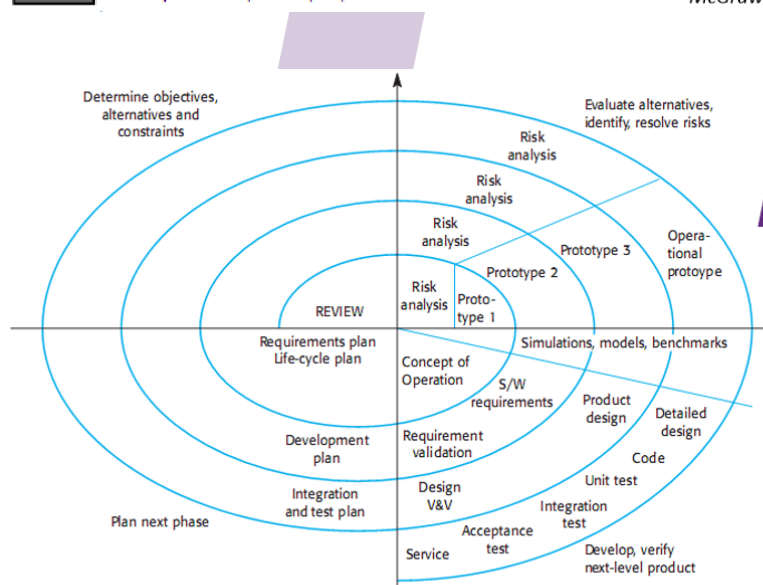 McGraw
Determine objectives,
alternatives and
constraints
Evaluate alternatives,
identify, resolve risks
Risk
analysis
Risk
analysis
Risk
analysis
Risk
analysis
Proto-
type 1
Prototype 2
Prototype 3
Opera-
tional
protoype
REVIEW
Requirements plan
Life-cycle plan
Simulations, models, benchmarks
Concept of
Operation
S/W
requirements
Product
design
Detailed
design
Development
plan
Requirement
validation
Code
Unit test
Integration
and test plan
Design
V&V
Integration
test
Plan next phase
Acceptance
test
Service
Develop, verify
next-level product